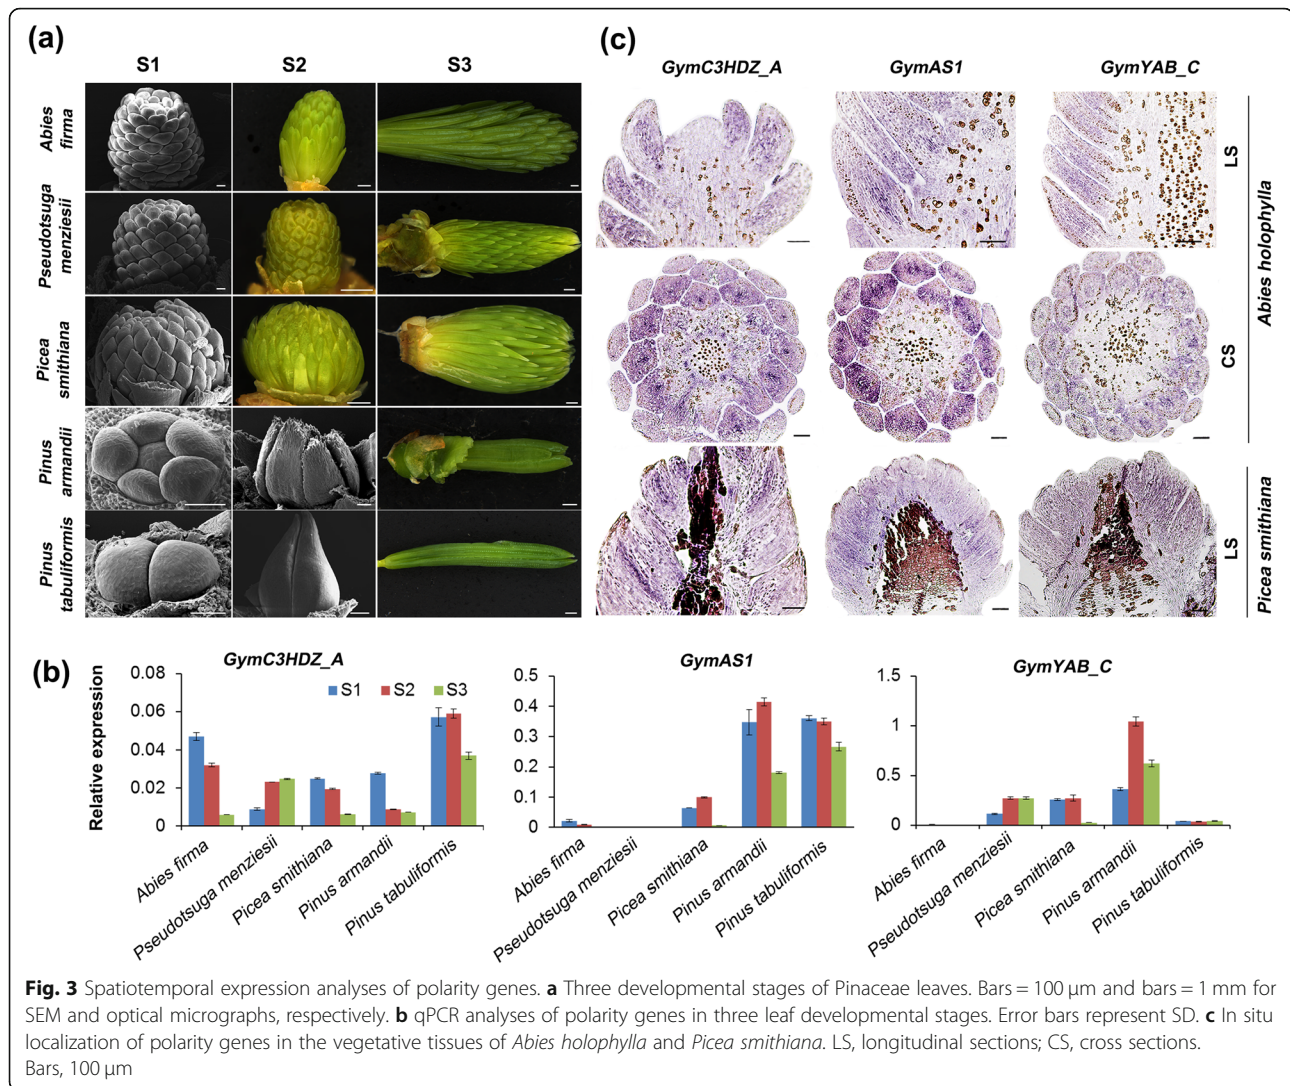 (a)
S1 S2 S3
Abies
firma
Pseudotsuga
menziesii
Picea
smithiana
Pinus
armandii
Pinus
tabuliformis
(c)
GymC3HDZ_A GymAS1 GymYAB_C
LS
CS
Abies holophylla
LS
Picea smithiana
(b)
GymC3HDZ_A
Relative expression
0.08
0.06
0.04
0.02
0
S1 S2 S3
Abies firma
Pseudotsuga menziesii
Picea smithiana
Pinus armandii
Pinus tabuliformis
GymAS1
0.5
0.4
0.3
0.2
0.1
0
Abies firma
Pseudotsuga menziesii
Picea smithiana
Pinus armandii
Pinus tabuliformis
GymYAB_C
1.5
1
0.5
0
Abies firma
Pseudotsuga menziesii
Picea smithiana
Pinus armandii
Pinus tabuliformis
Fig. 3 Spatiotemporal expression analyses of polarity genes. a Three developmental stages of Pinaceae leaves. Bars = 100 μm and bars = 1 mm for
SEM and optical micrographs, respectively. b qPCR analyses of polarity genes in three leaf developmental stages. Error bars represent SD. c In situ
localization of polarity genes in the vegetative tissues of Abies holophylla and Picea smithiana. LS, longitudinal sections; CS, cross sections.
Bars, 100 μm